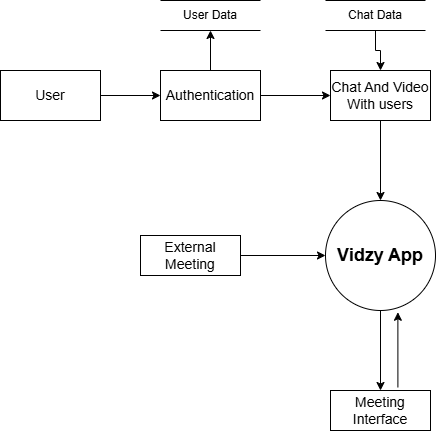 User Data
Chat Data
User
Authentication
Chat And Video
With users
External
Meeting
Vidzy App
Meeting
Interface